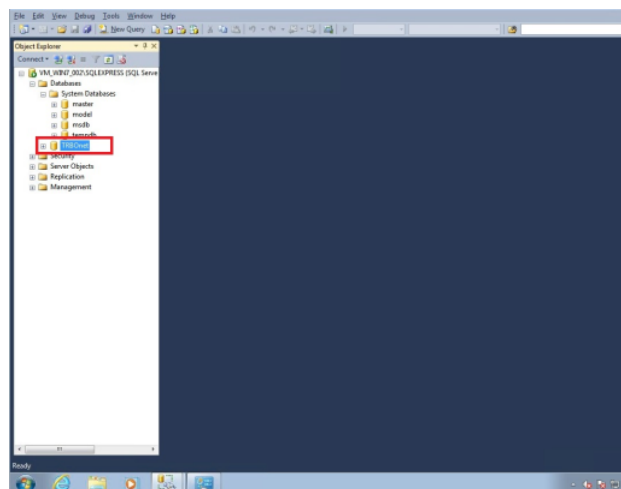 File Edit View Debug Tools Window Help
New Query
Object Explorer
Connect
VM_WIN7_002\SQLEXPRESS (SQL Serve
Databases
System Databases
master
model
msdb
tempdb
TRBOnet
Security
Server Objects
Replication
Management
Ready